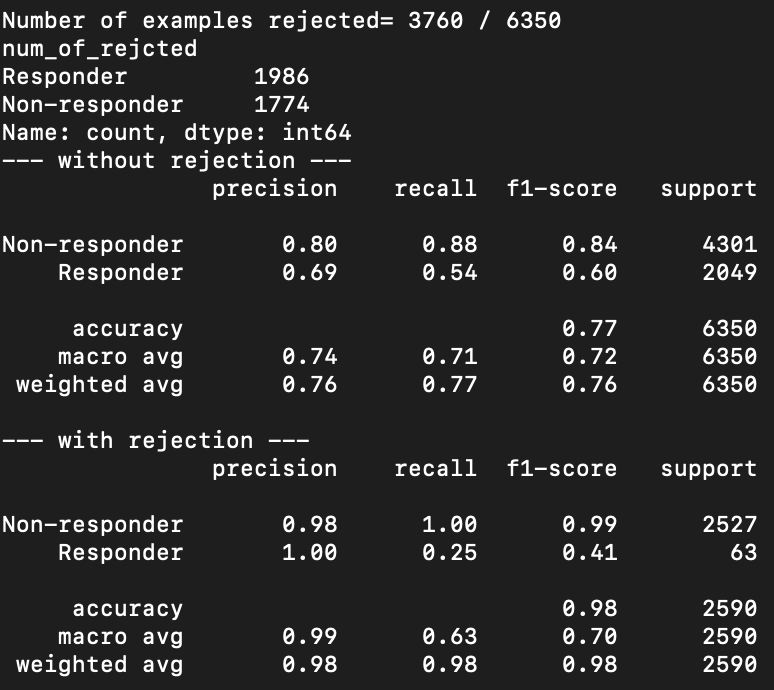 Number of examples rejected= 3760 / 6350
num_of_rejcted
Responder 1986
Non-responder 1774
Name: count, dtype: int64
--- without rejection ---
precision recall f1-score support
Non-responder 0.80 0.88 0.84 4301
Responder 0.69 0.54 0.60 2049
accuracy 0.77 6350
macro avg 0.74 0.71 0.72 6350
weighted avg 0.76 0.77 0.76 6350
--- with rejection ---
precision recall f1-score support
Non-responder 0.98 1.00 0.99 2527
Responder 1.00 0.25 0.41 63
accuracy 0.98 2590
macro avg 0.99 0.63 0.70 2590
weighted avg 0.98 0.98 0.98 2590